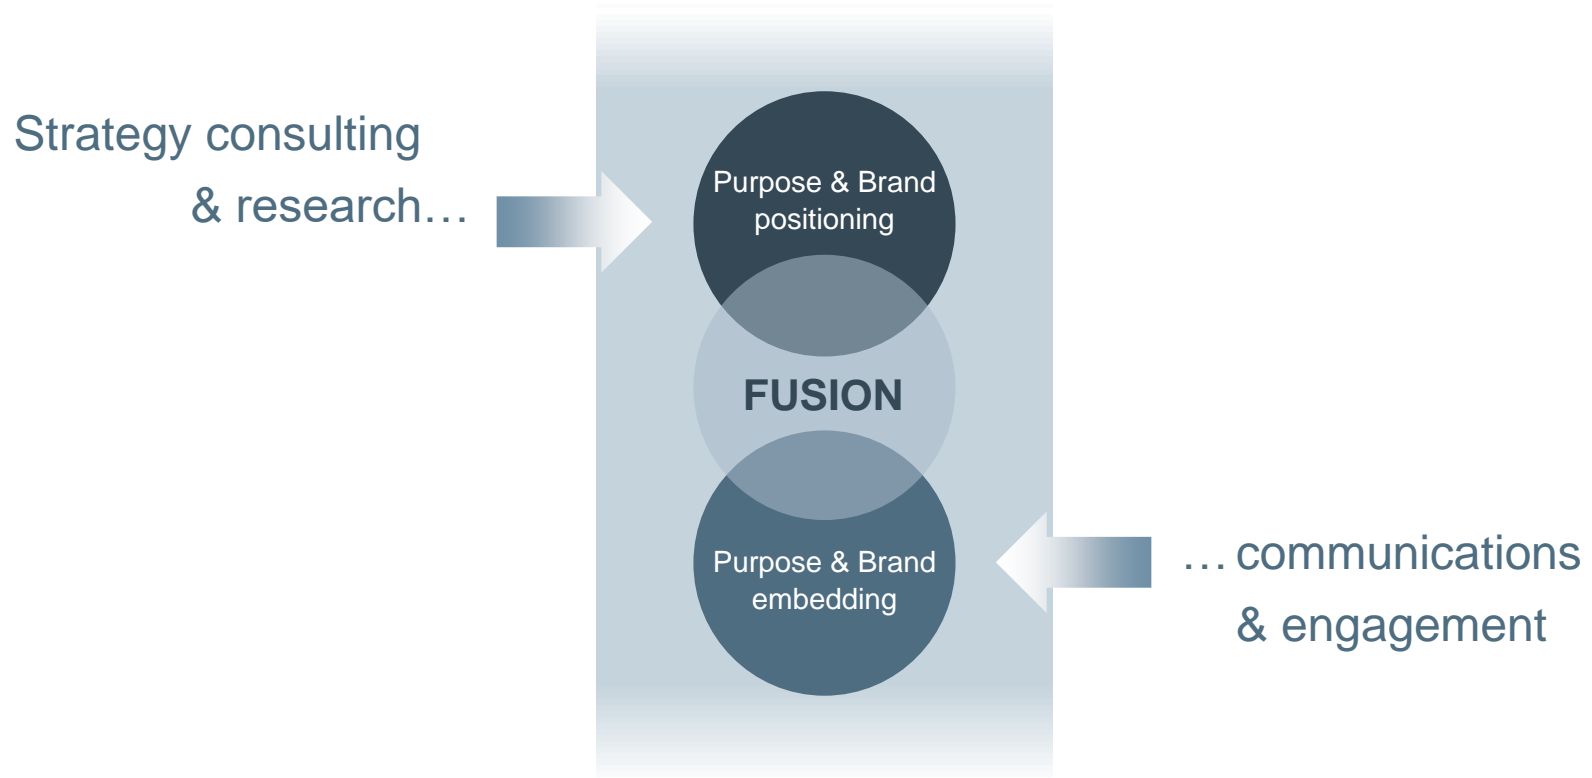 Strategy consulting
& research…
Purpose & Brand
positioning
FUSION
Purpose & Brand
embedding
… communications
& engagement